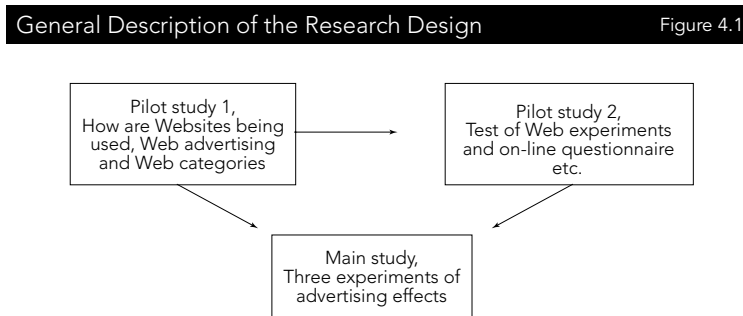 General Description of the Research Design
Figure 4.1
Pilot study 1,
How are Websites being
used, Web advertising
and Web categories
Pilot study 2,
Test of Web experiments
and on-line questionnaire
etc.
Main study,
Three experiments of
advertising effects